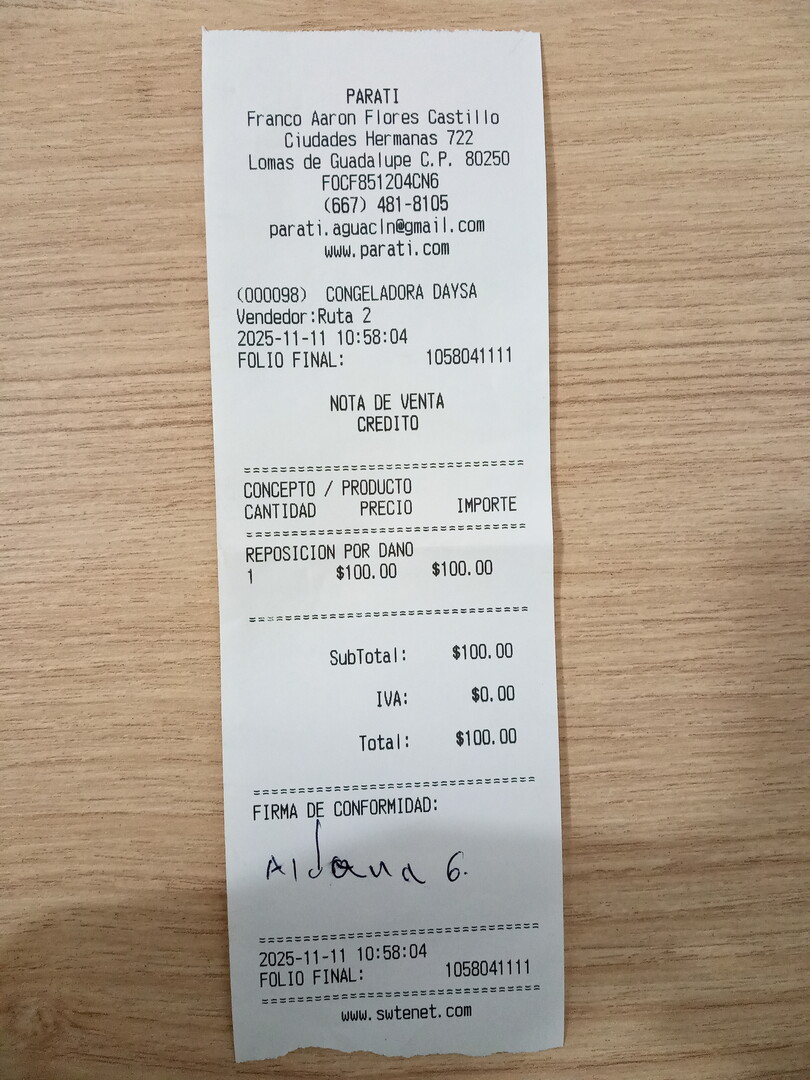 PARATI
Franco Aaron Flores Castillo
Ciudades Hermanas 722
Lomas de Guadalupe C.P. 80250
FOCF851204CN6
(667) 481-8105
parati.aguacln@gmail.com
www.parati.com
(000098) CONGELADORA DAYSA
Vendedor:Ruta 2
2025-11-11 10:58:04
FOLIO FINAL: 1058041111
NOTA DE VENTA
CREDITO
CONCEPTO / PRODUCTO
CANTIDAD PRECIO IMPORTE
REPOSICION POR DANO
1 $100.00 $100.00
SubTotal: $100.00
IVA: $0.00
Total: $100.00
FIRMA DE CONFORMIDAD:
Aldana G.
2025-11-11 10:58:04
FOLIO FINAL: 1058041111
www.swtenet.com